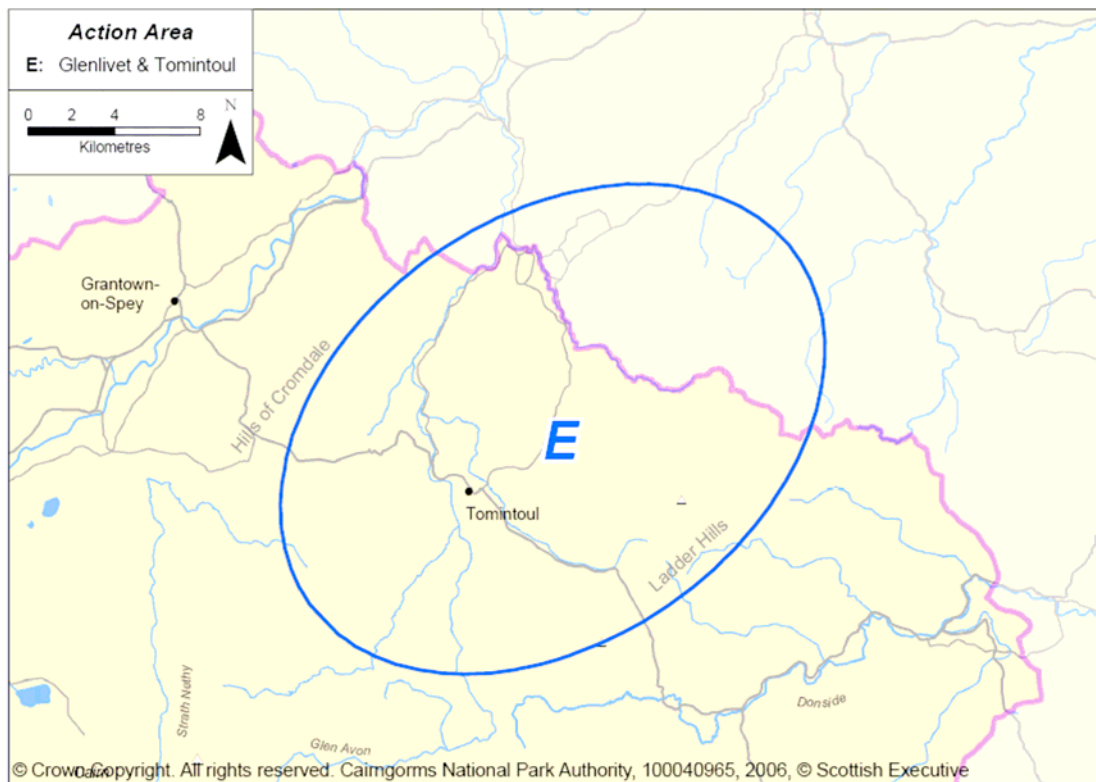 Action Area
E: Glenlivet & Tomintoul
0 2 4 8
Kilometres
N
Grantown-
on-Spey
Hills of Cromdale
E
Tomintoul
Ladder Hills
Strath Nethy
Donside
Glen Avon
Cairn
© Crown Copyright. All rights reserved. Cairngorms National Park Authority, 100040965, 2006, © Scottish Executive